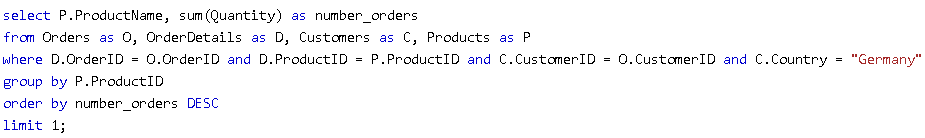 select P.ProductName, sum(Quantity) as number_orders
from Orders as O, OrderDetails as D, Customers as C, Products as P
where D.OrderID = O.OrderID and D.ProductID = P.ProductID and C.CustomerID = O.CustomerID and C.Country = "Germany"
group by P.ProductID
order by number_orders DESC
limit 1;